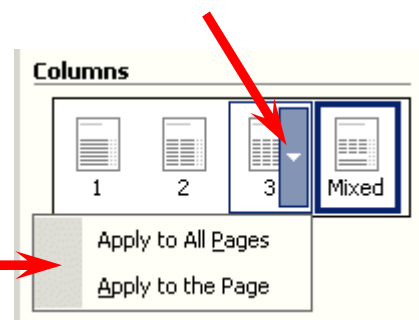 Columns
1 2 3 Mixed
Apply to All Pages
Apply to the Page